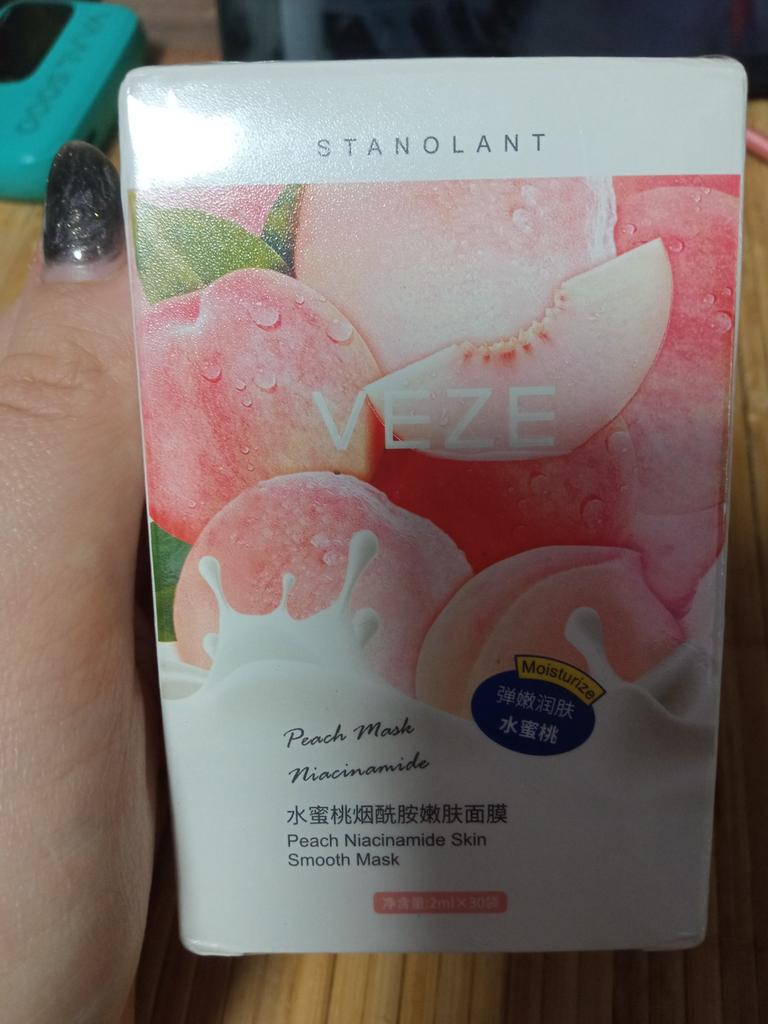 STANOLANT
VEZE
Moisturize
弹嫩润肤
水蜜桃
Peach Mask
Niacinamide
水蜜桃烟酰胺嫩肤面膜
Peach Niacinamide Skin
Smooth Mask
净含量:2ml×30袋